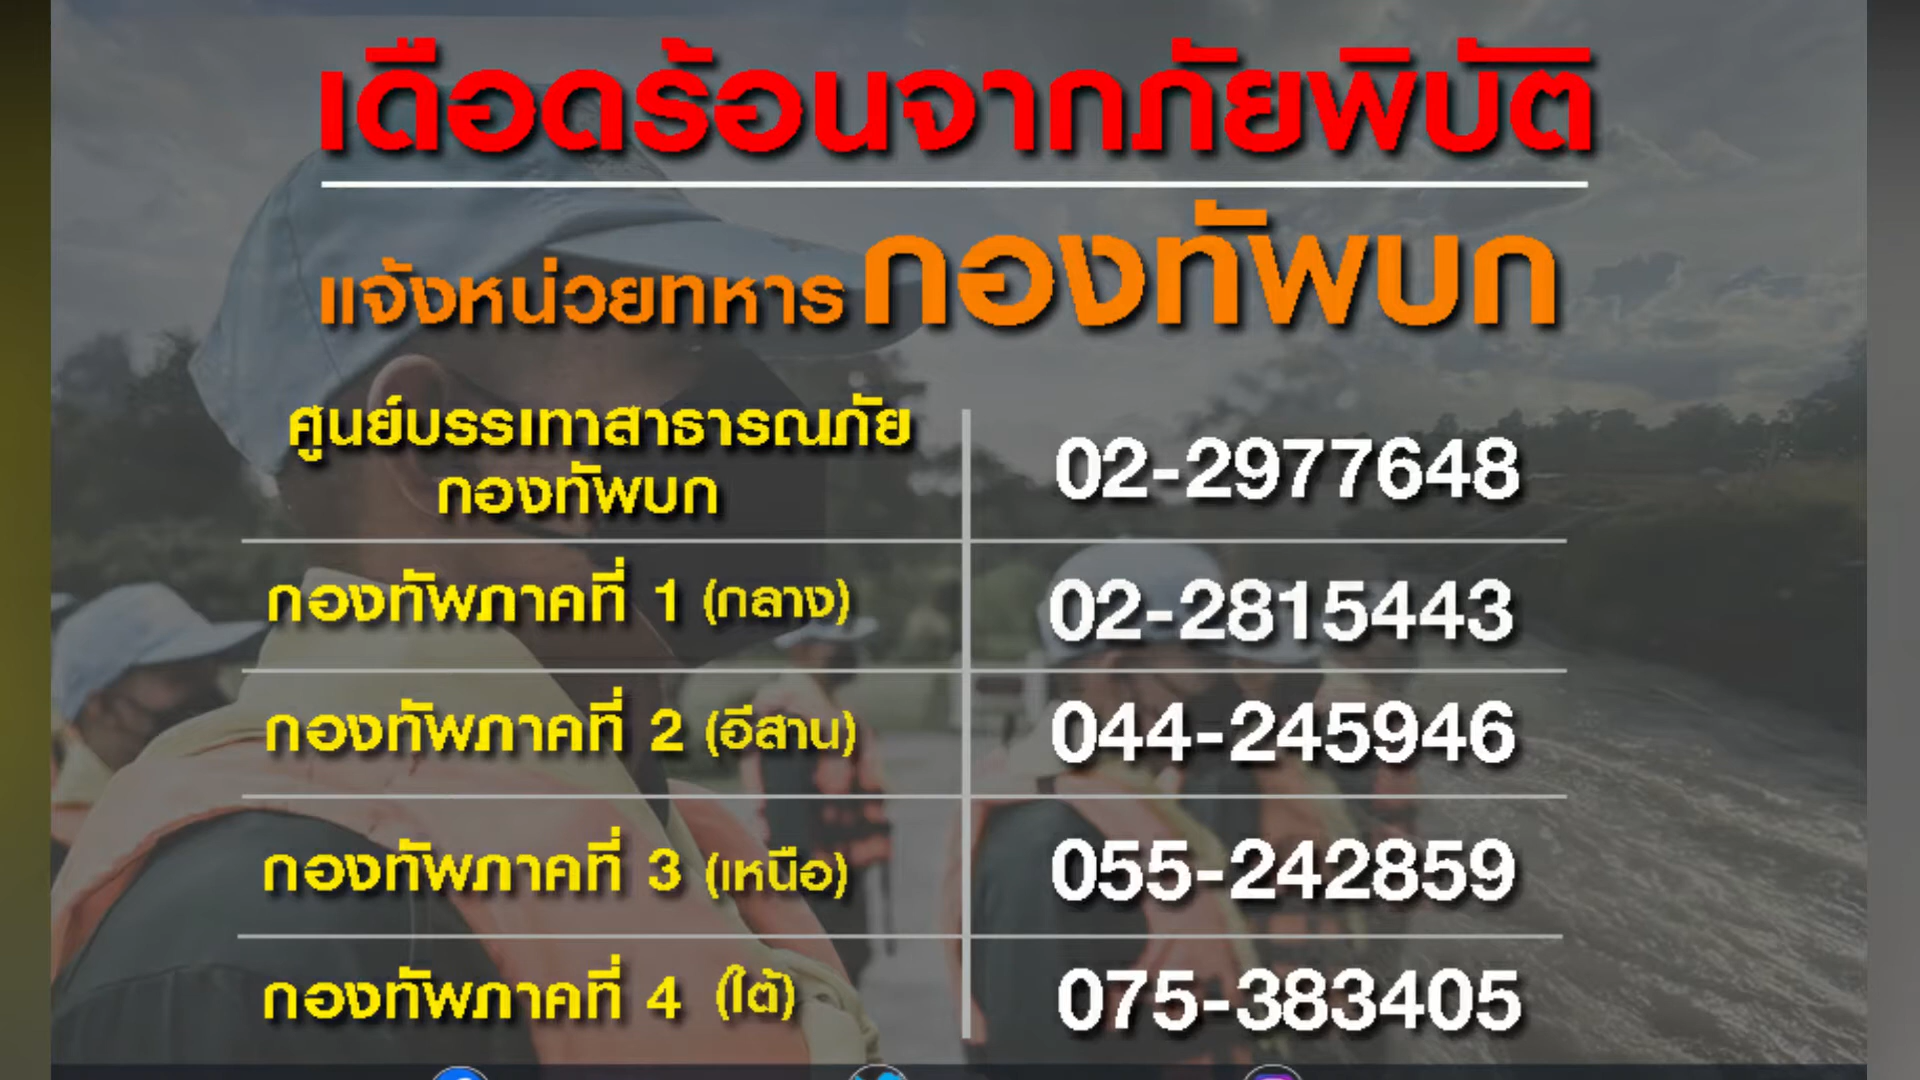 เดือดร้อนจากภัยพิบัติ
แจ้งหน่วยทหาร กองทัพบก
ศูนย์บรรเทาสาธารณภัย
กองทัพบก
02-2977648
กองทัพภาคที่ 1 (กลาง) 02-2815443
กองทัพภาคที่ 2 (อีสาน) 044-245946
กองทัพภาคที่ 3 (เหนือ) 055-242859
กองทัพภาคที่ 4 (ใต้) 075-383405